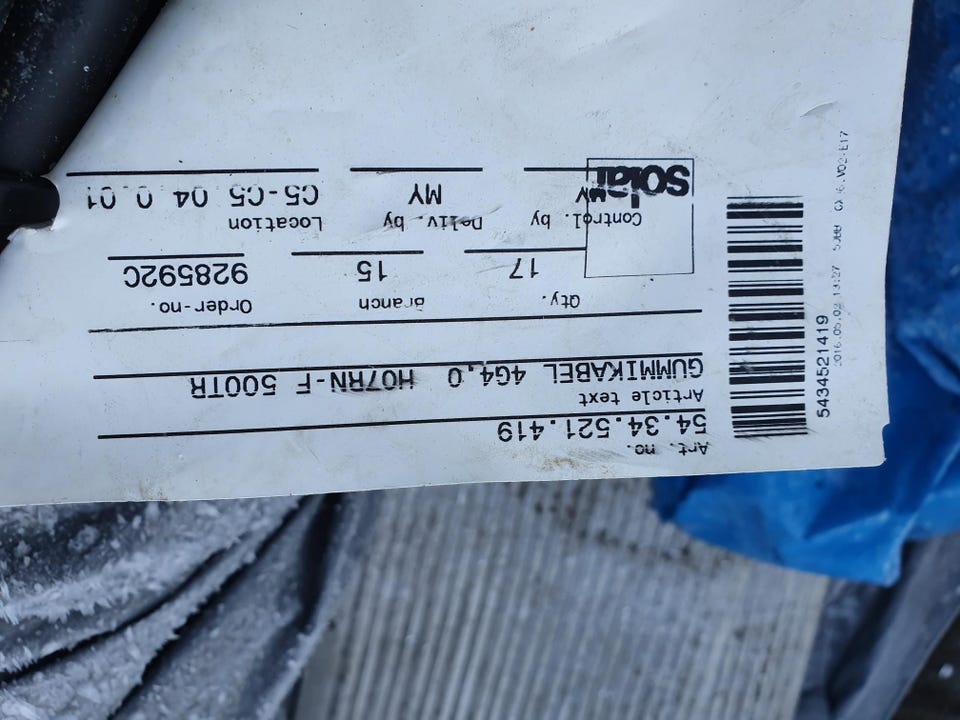 Art. no.
54.34.521.419
Article text
GUMMIKABEL 4G4,0 H07RN-F 500TR
Qty. Branch Order-no.
17 15 928592C
Control. by Deliv. by Location
MY MY C5-C5 04 0.01
solar
5434521419